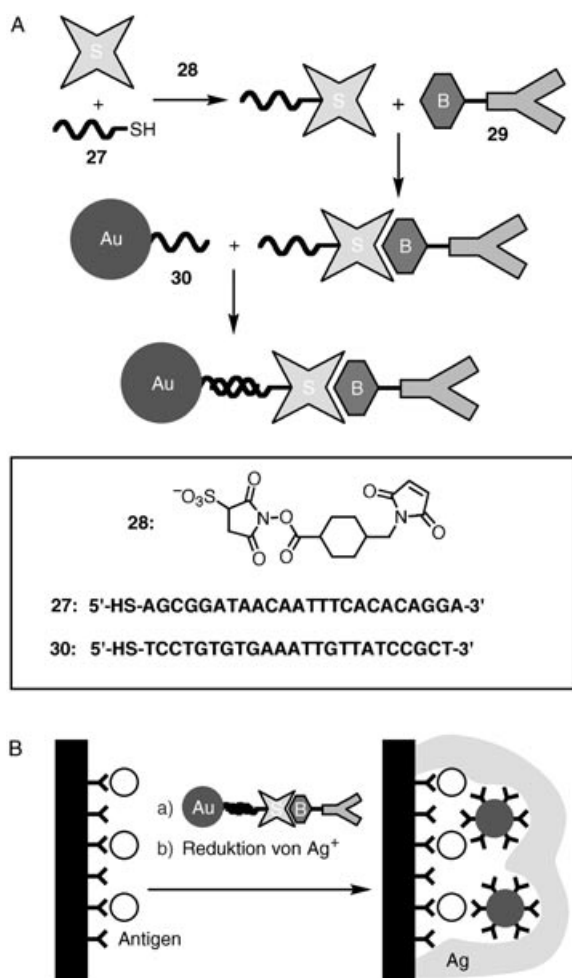 A
S
28
+
27
SH
S
+
B
29
Au
30
+
S
B
Au
S
B
28:
⁻O₃S
O
N
O
O
O
N
O
O
27: 5'-HS-AGCGGATAACAATTTCACACAGGA-3'
30: 5'-HS-TCCTGTGTGAAATTGTTATCCGCT-3'
B
a)
Au
S
B
b) Reduktion von Ag⁺
Antigen
Ag